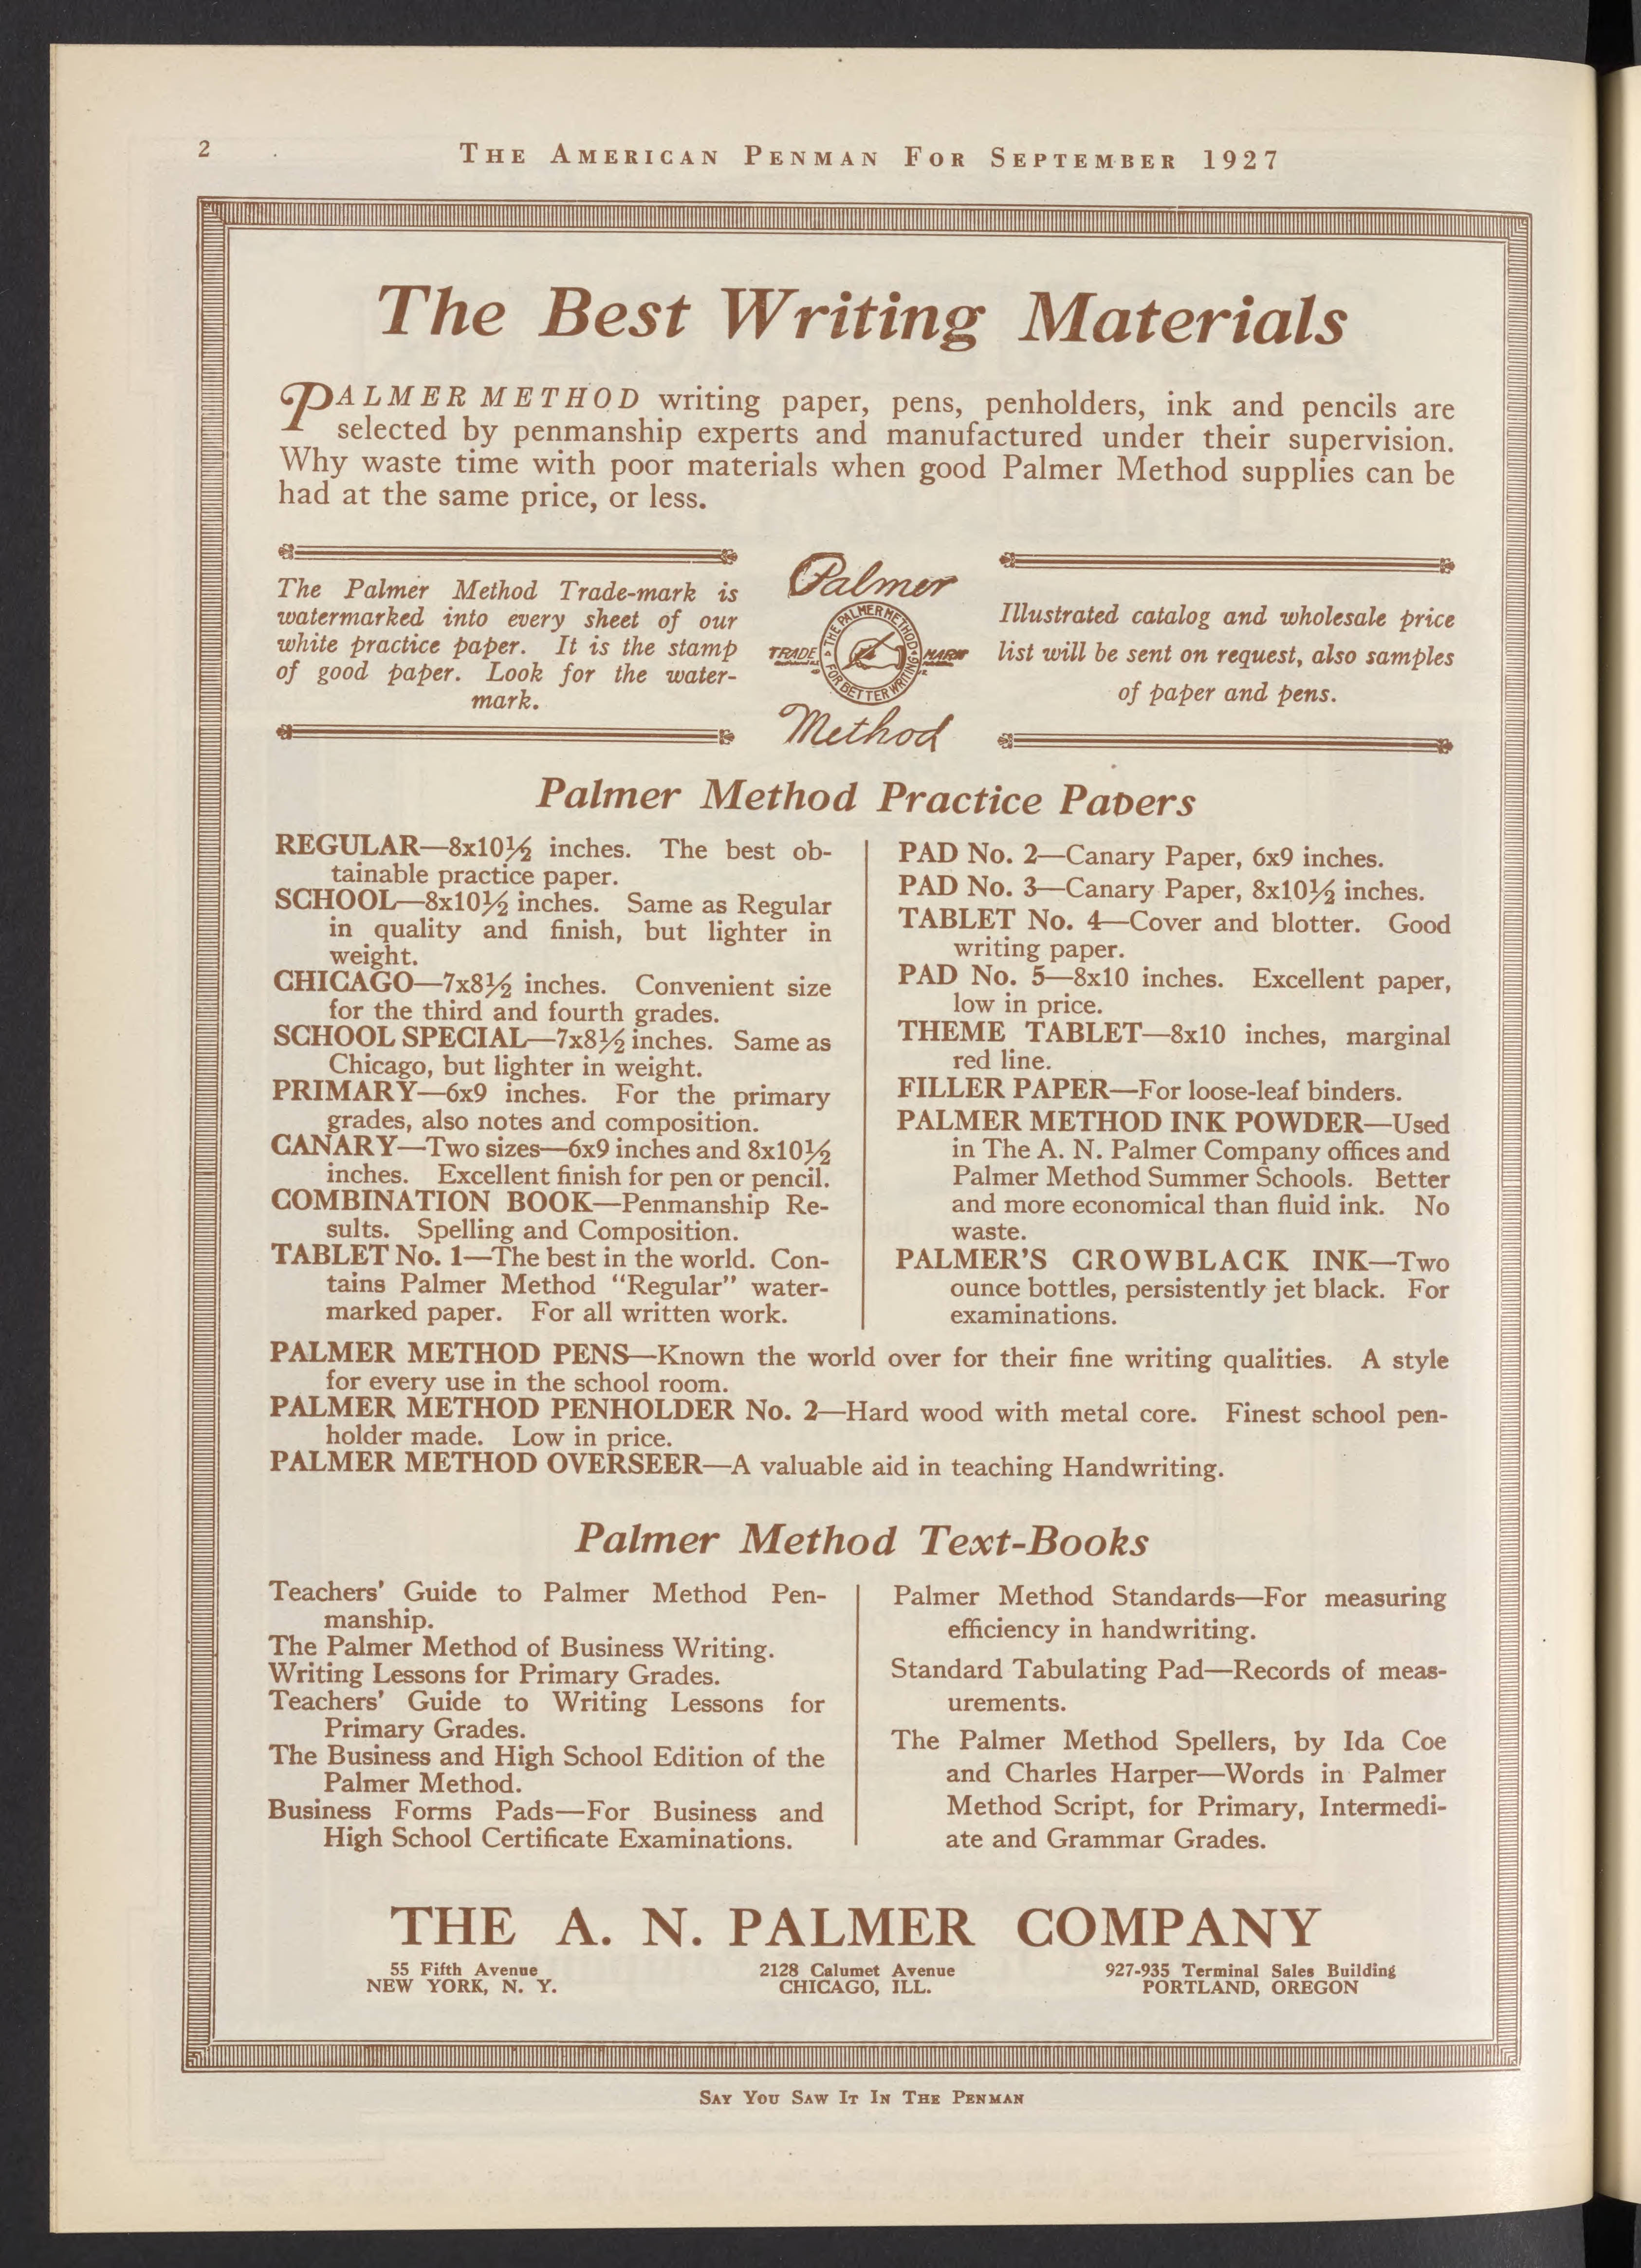 2
THE AMERICAN PENMAN FOR SEPTEMBER 1927
The Best Writing Materials
PALMER METHOD writing paper, pens, penholders, ink and pencils are
selected by penmanship experts and manufactured under their supervision.
Why waste time with poor materials when good Palmer Method supplies can be
had at the same price, or less.
The Palmer Method Trade-mark is
watermarked into every sheet of our
white practice paper. It is the stamp
of good paper. Look for the water-
mark.
Palmer
THE PALMER METHOD
TRADE MARK
FOR BETTER WRITING
Method
Illustrated catalog and wholesale price
list will be sent on request, also samples
of paper and pens.
Palmer Method Practice Papers
REGULAR—8x10½ inches. The best ob-
tainable practice paper.
SCHOOL—8x10½ inches. Same as Regular
in quality and finish, but lighter in
weight.
CHICAGO—7x8½ inches. Convenient size
for the third and fourth grades.
SCHOOL SPECIAL—7x8½ inches. Same as
Chicago, but lighter in weight.
PRIMARY—6x9 inches. For the primary
grades, also notes and composition.
CANARY—Two sizes—6x9 inches and 8x10½
inches. Excellent finish for pen or pencil.
COMBINATION BOOK—Penmanship Re-
sults. Spelling and Composition.
TABLET No. 1—The best in the world. Con-
tains Palmer Method "Regular" water-
marked paper. For all written work.
PAD No. 2—Canary Paper, 6x9 inches.
PAD No. 3—Canary Paper, 8x10½ inches.
TABLET No. 4—Cover and blotter. Good
writing paper.
PAD No. 5—8x10 inches. Excellent paper,
low in price.
THEME TABLET—8x10 inches, marginal
red line.
FILLER PAPER—For loose-leaf binders.
PALMER METHOD INK POWDER—Used
in The A. N. Palmer Company offices and
Palmer Method Summer Schools. Better
and more economical than fluid ink. No
waste.
PALMER'S CROWBLACK INK—Two
ounce bottles, persistently jet black. For
examinations.
PALMER METHOD PENS—Known the world over for their fine writing qualities. A style
for every use in the school room.
PALMER METHOD PENHOLDER No. 2—Hard wood with metal core. Finest school pen-
holder made. Low in price.
PALMER METHOD OVERSEER—A valuable aid in teaching Handwriting.
Palmer Method Text-Books
Teachers' Guide to Palmer Method Pen-
manship.
The Palmer Method of Business Writing.
Writing Lessons for Primary Grades.
Teachers' Guide to Writing Lessons for
Primary Grades.
The Business and High School Edition of the
Palmer Method.
Business Forms Pads—For Business and
High School Certificate Examinations.
Palmer Method Standards—For measuring
efficiency in handwriting.
Standard Tabulating Pad—Records of meas-
urements.
The Palmer Method Spellers, by Ida Coe
and Charles Harper—Words in Palmer
Method Script, for Primary, Intermedi-
ate and Grammar Grades.
THE A. N. PALMER COMPANY
55 Fifth Avenue
NEW YORK, N. Y.
2128 Calumet Avenue
CHICAGO, ILL.
927-935 Terminal Sales Building
PORTLAND, OREGON
SAY YOU SAW IT IN THE PENMAN